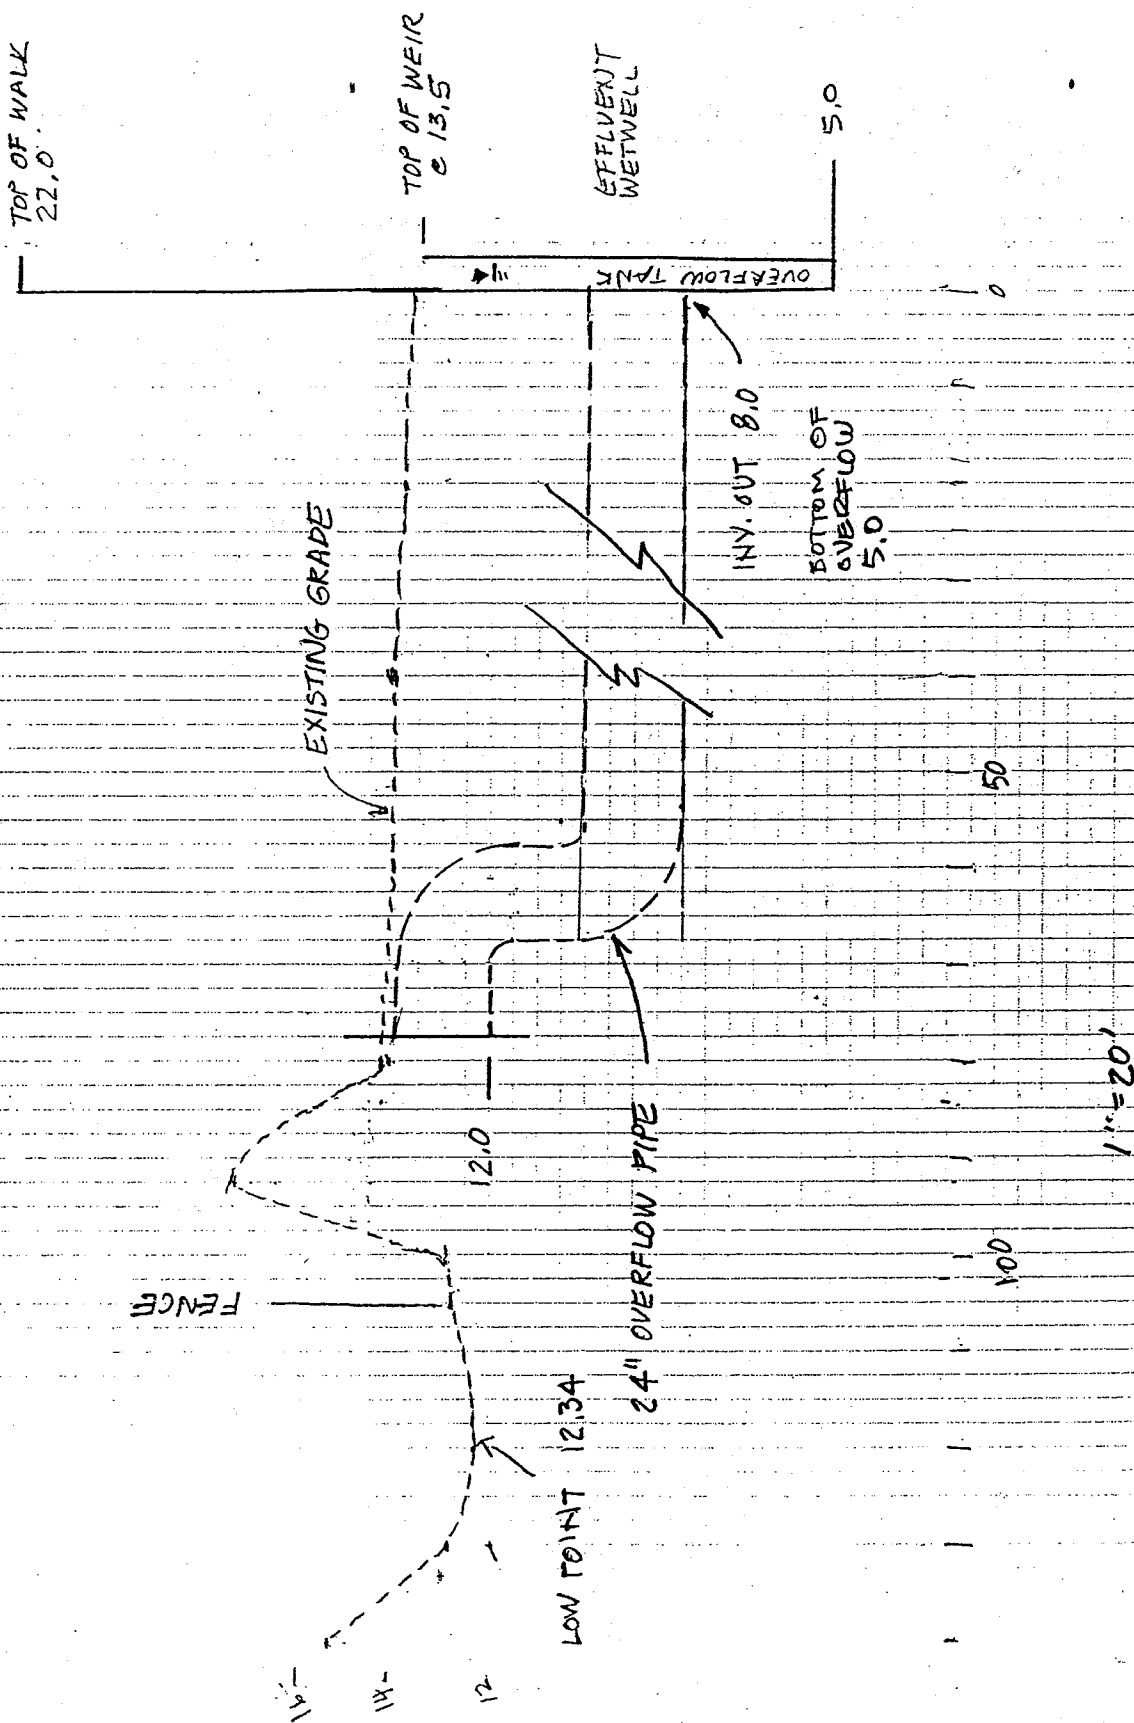 TOP OF WALK
22.0
TOP OF WEIR
@ 13.5
EFFLUENT
WETWELL
5.0
OVERFLOW TANK
EXISTING GRADE
INV. OUT 8.0
BOTTOM OF
OVERFLOW
5.0
FENCE
12.0
24" OVERFLOW PIPE
LOW POINT 12.34
16-
14-
12
0
50
100
1"=20'